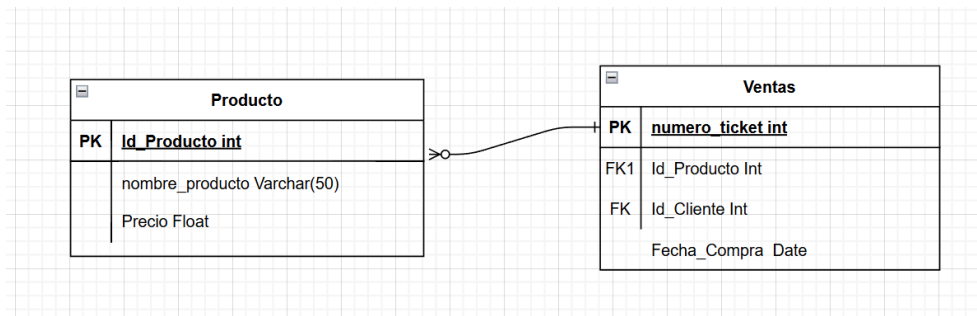 Producto
PK Id_Producto int
nombre_producto Varchar(50)
Precio Float
Ventas
PK numero_ticket int
FK1 Id_Producto Int
FK Id_Cliente Int
Fecha_Compra Date